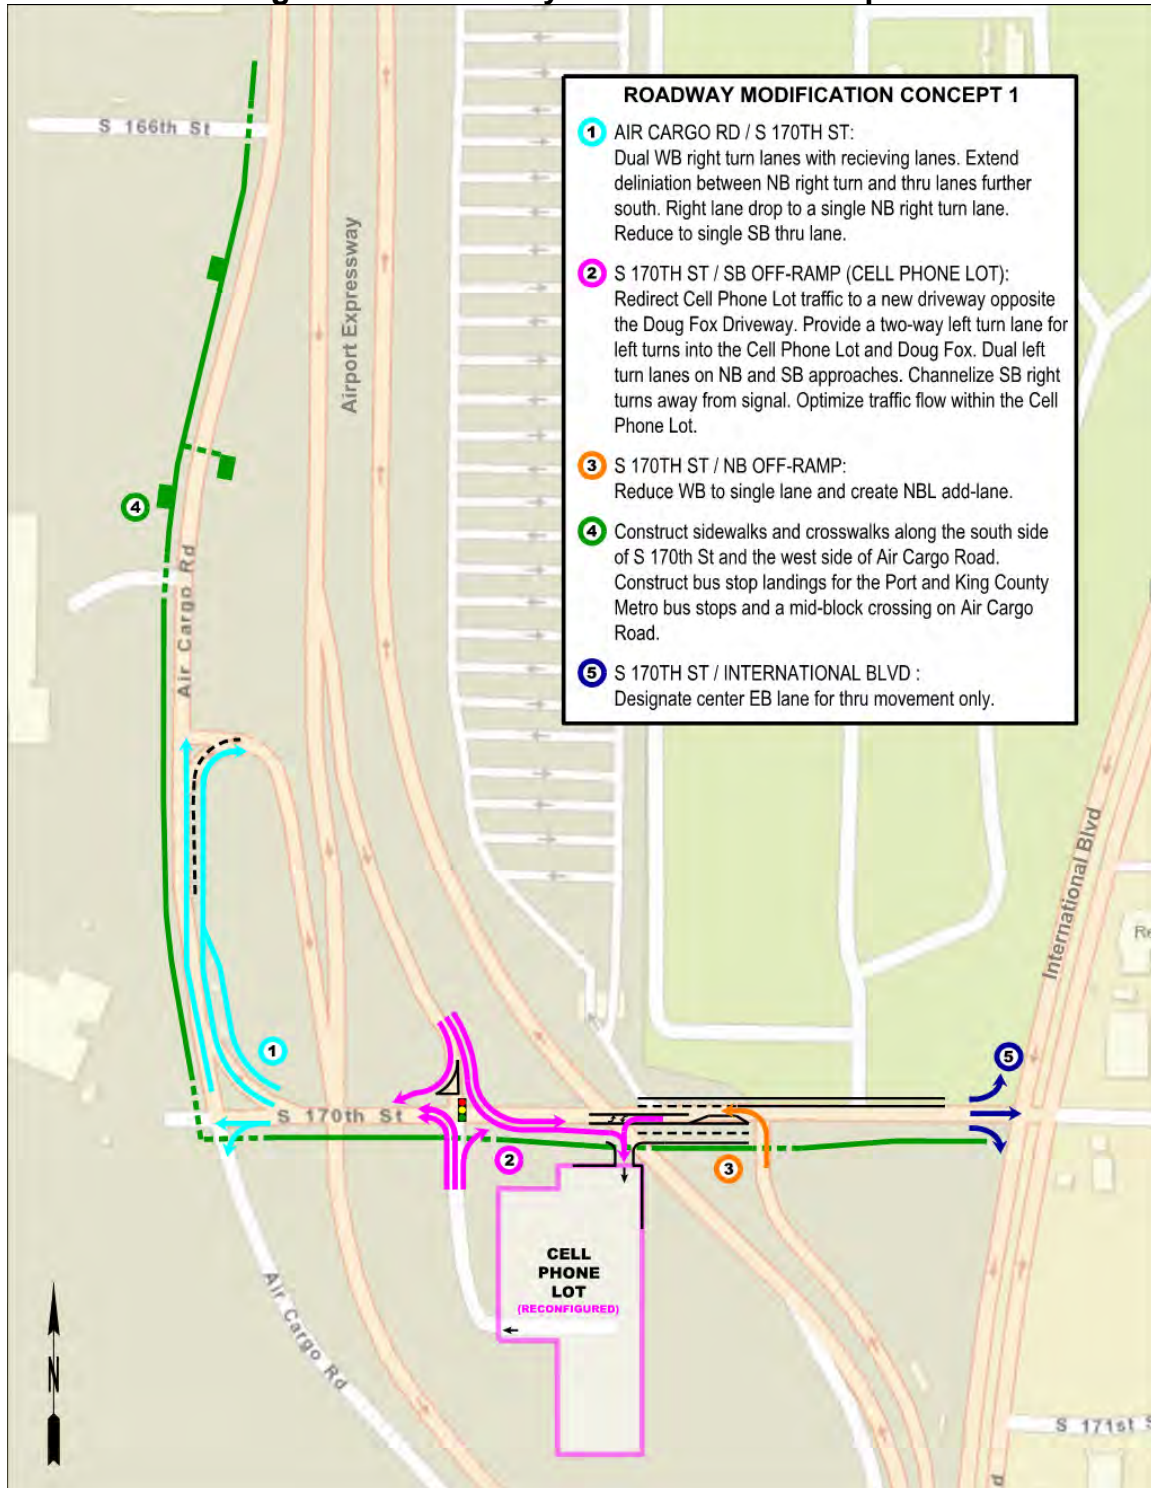 ROADWAY MODIFICATION CONCEPT 1
1 AIR CARGO RD / S 170TH ST:
Dual WB right turn lanes with recieving lanes. Extend
deliniation between NB right turn and thru lanes further
south. Right lane drop to a single NB right turn lane.
Reduce to single SB thru lane.
2 S 170TH ST / SB OFF-RAMP (CELL PHONE LOT):
Redirect Cell Phone Lot traffic to a new driveway opposite
the Doug Fox Driveway. Provide a two-way left turn lane for
left turns into the Cell Phone Lot and Doug Fox. Dual left
turn lanes on NB and SB approaches. Channelize SB right
turns away from signal. Optimize traffic flow within the Cell
Phone Lot.
3 S 170TH ST / NB OFF-RAMP:
Reduce WB to single lane and create NBL add-lane.
4 Construct sidewalks and crosswalks along the south side
of S 170th St and the west side of Air Cargo Road.
Construct bus stop landings for the Port and King County
Metro bus stops and a mid-block crossing on Air Cargo
Road.
5 S 170TH ST / INTERNATIONAL BLVD :
Designate center EB lane for thru movement only.
S 166th St
Airport Expressway
4
Air Cargo Rd
International Blvd
Re
1
5
S 170th St
2
3
CELL
PHONE
LOT
(RECONFIGURED)
Air Cargo Rd
N
S 171st S
d